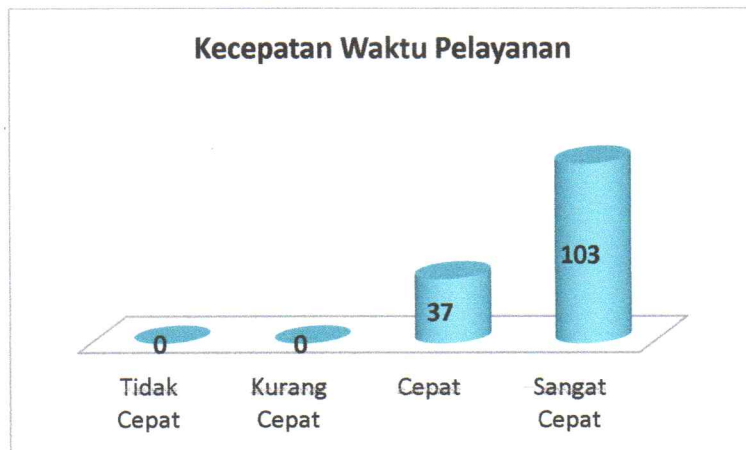 Kecepatan Waktu Pelayanan
103
37
0 0
Tidak Cepat
Kurang Cepat
Cepat
Sangat Cepat